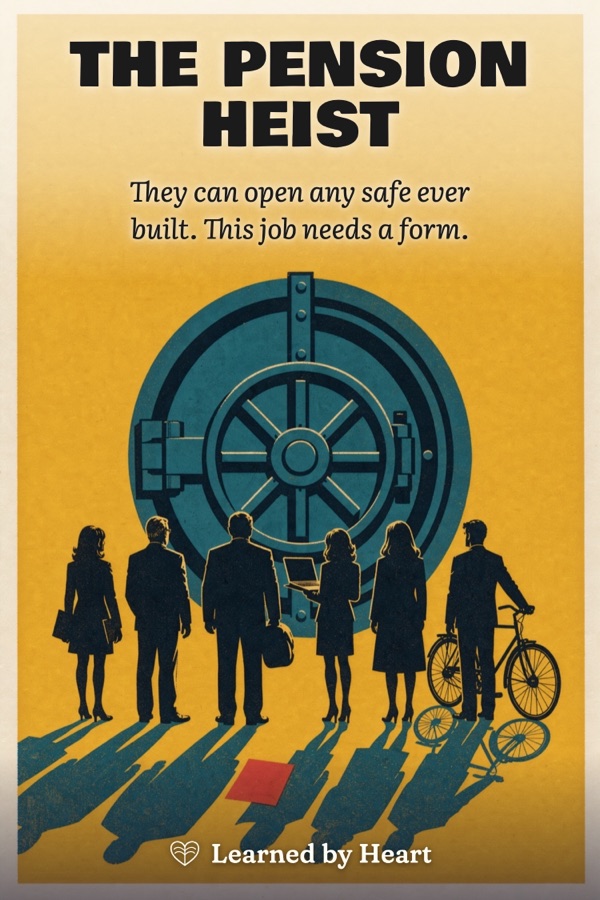 THE PENSION
HEIST
They can open any safe ever
built. This job needs a form.
Learned by Heart